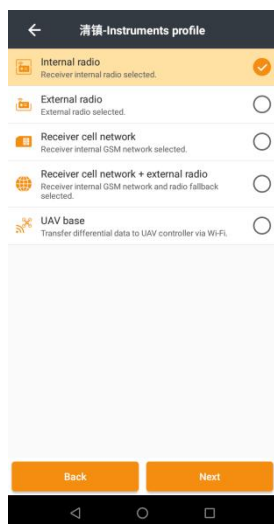 清镇-Instruments profile
Internal radio
Receiver internal radio selected.
External radio
External radio selected.
Receiver cell network
Receiver internal GSM network selected.
Receiver cell network + external radio
Receiver internal GSM network and radio fallback
selected.
UAV base
Transfer differential data to UAV controller via Wi-Fi.
Back
Next